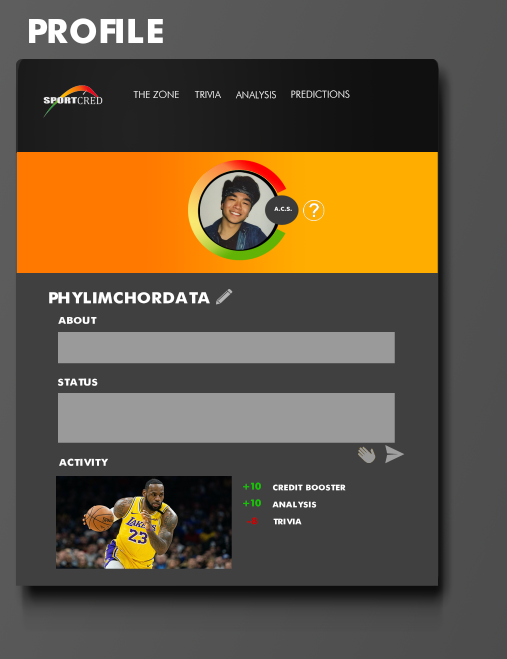 PROFILE
SPORTCRED
THE ZONE TRIVIA ANALYSIS PREDICTIONS
A.C.S. ?
PHYLIMCHORDATA
ABOUT
STATUS
ACTIVITY
LAKERS
23
+10 CREDIT BOOSTER
+10 ANALYSIS
TRIVIA